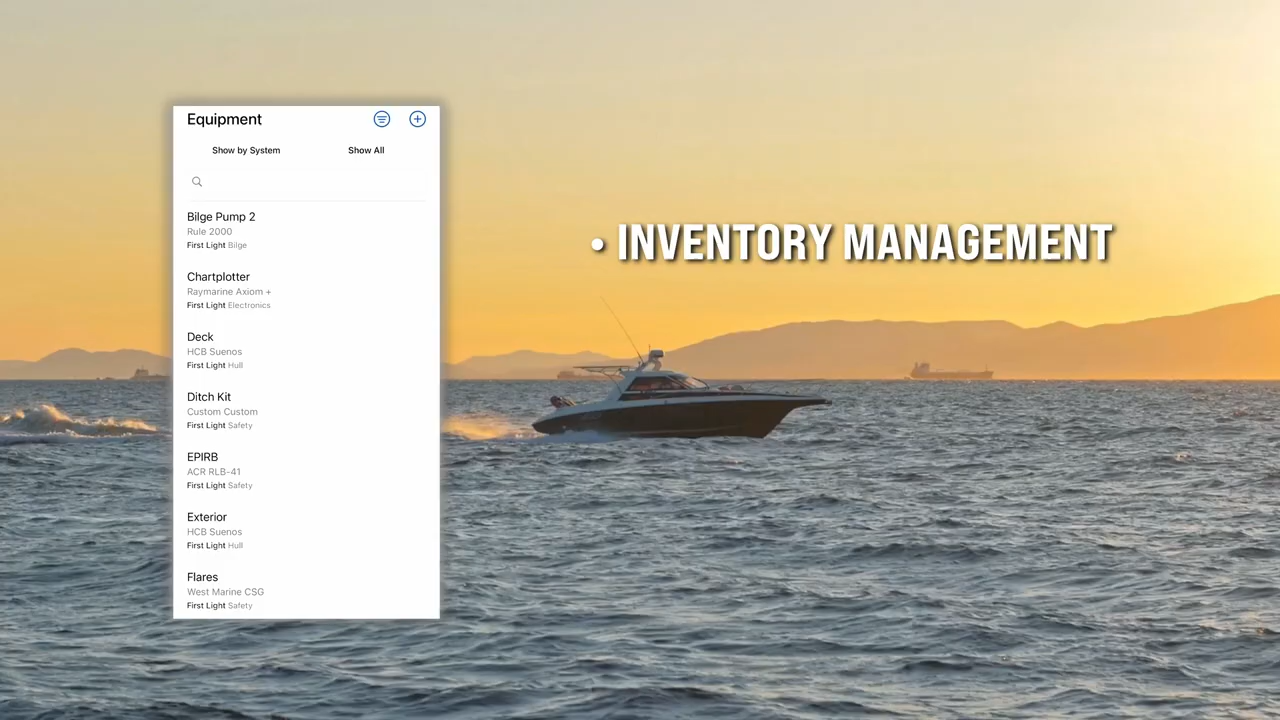 Equipment
Show by System Show All
Bilge Pump 2
Rule 2000
First Light Bilge
Chartplotter
Raymarine Axiom +
First Light Electronics
Deck
HCB Suenos
First Light Hull
Ditch Kit
Custom Custom
First Light Safety
EPIRB
ACR RLB-41
First Light Safety
Exterior
HCB Suenos
First Light Hull
Flares
West Marine CSG
First Light Safety
• INVENTORY MANAGEMENT